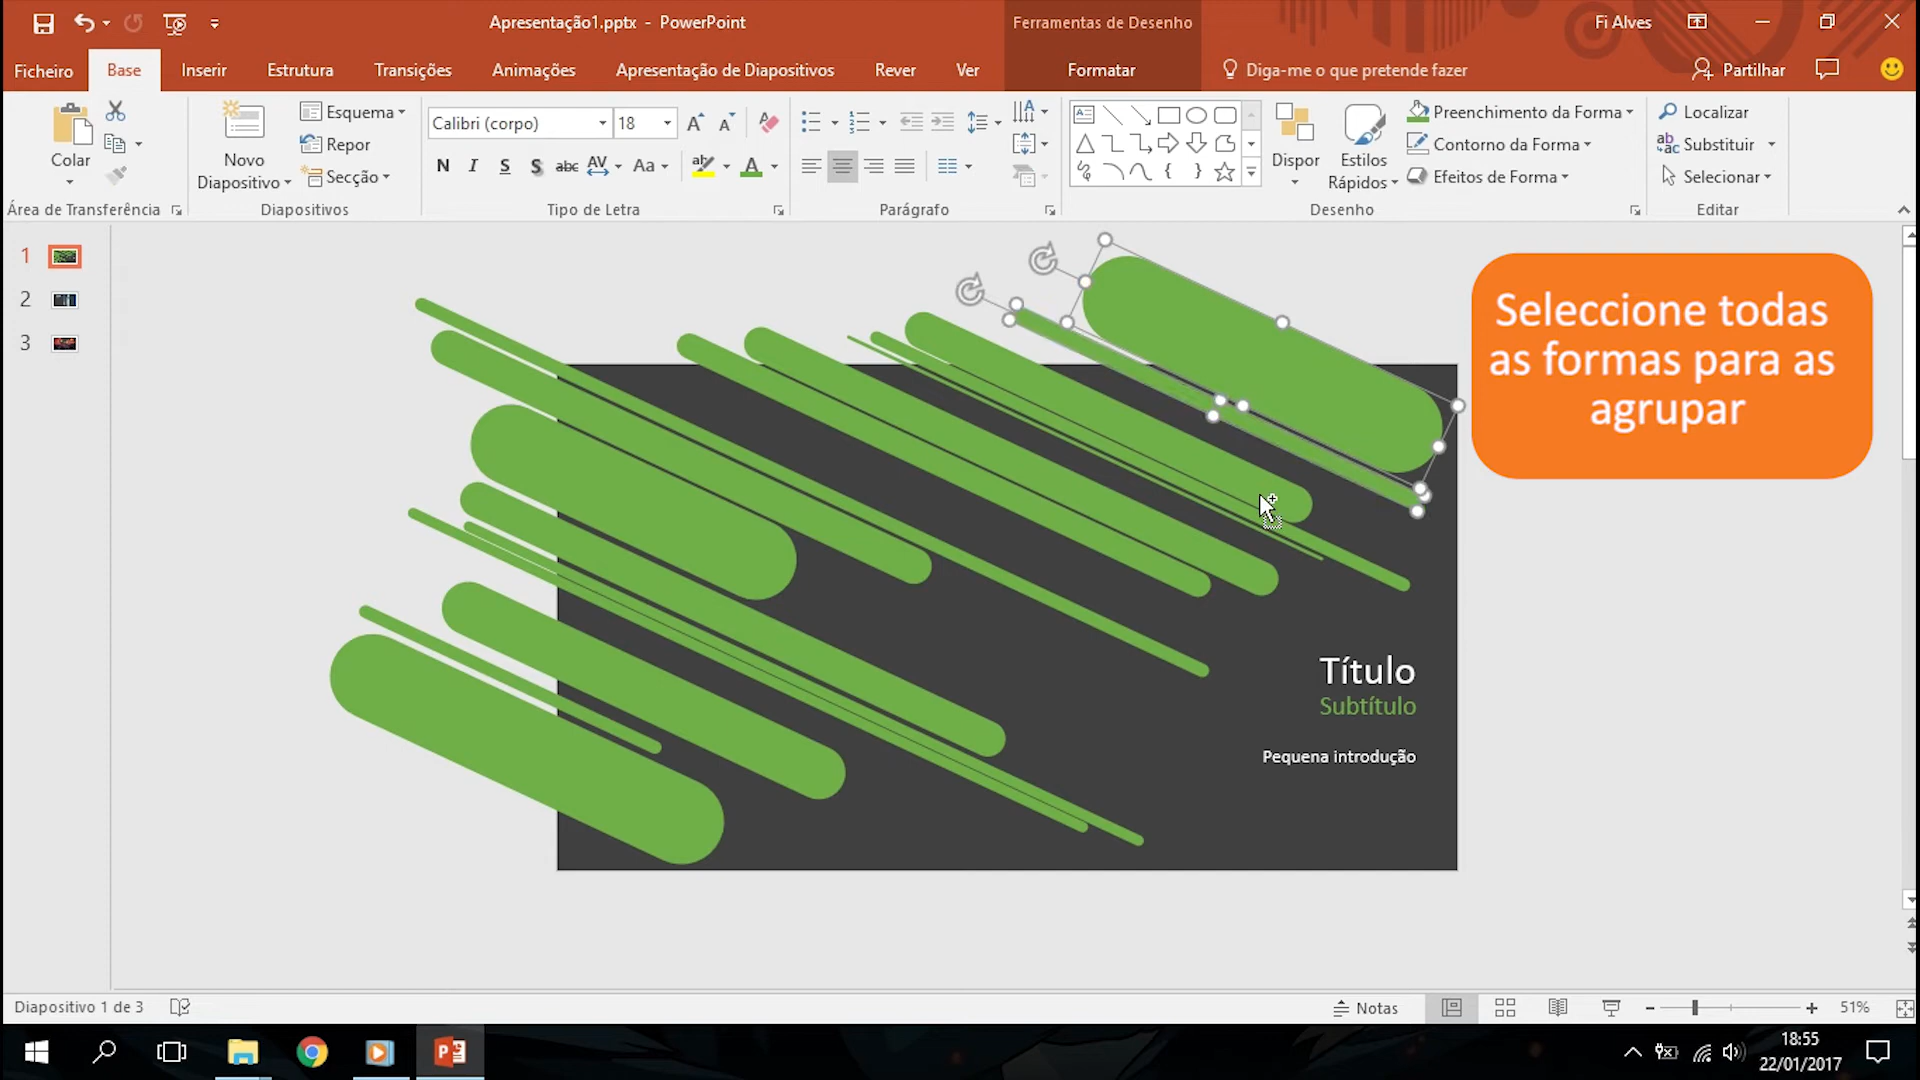 Apresentação1.pptx - PowerPoint
Ferramentas de Desenho
Fi Alves
Ficheiro
Base
Inserir
Estrutura
Transições
Animações
Apresentação de Diapositivos
Rever
Ver
Formatar
Diga-me o que pretende fazer
Partilhar
Colar
Novo
Diapositivo
Esquema
Repor
Secção
Calibri (corpo)
18
N I S S abc AV Aa
ab A
Dispor
Estilos
Rápidos
Preenchimento da Forma
Contorno da Forma
Efeitos de Forma
Localizar
Substituir
Selecionar
Área de Transferência
Diapositivos
Tipo de Letra
Parágrafo
Desenho
Editar
1
2
3
Seleccione todas
as formas para as
agrupar
Título
Subtítulo
Pequena introdução
Diapositivo 1 de 3
Notas
51%
18:55
22/01/2017